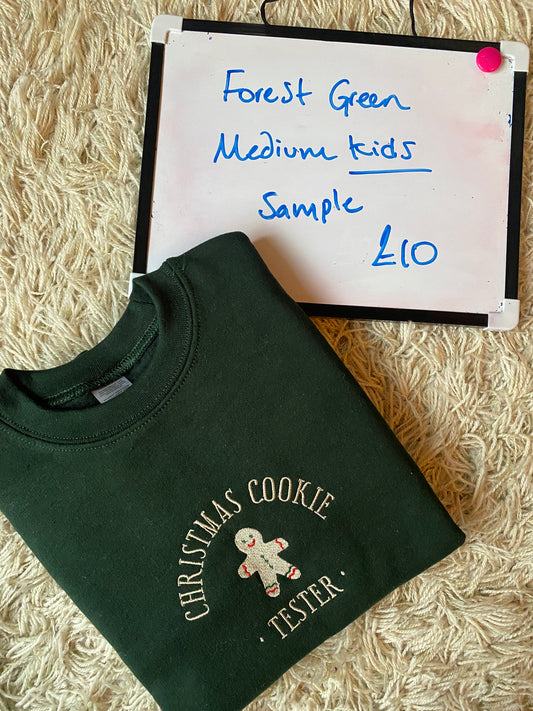 Forest Green
Medium Kids
Sample
£10
CHRISTMAS COOKIE
· TESTER ·